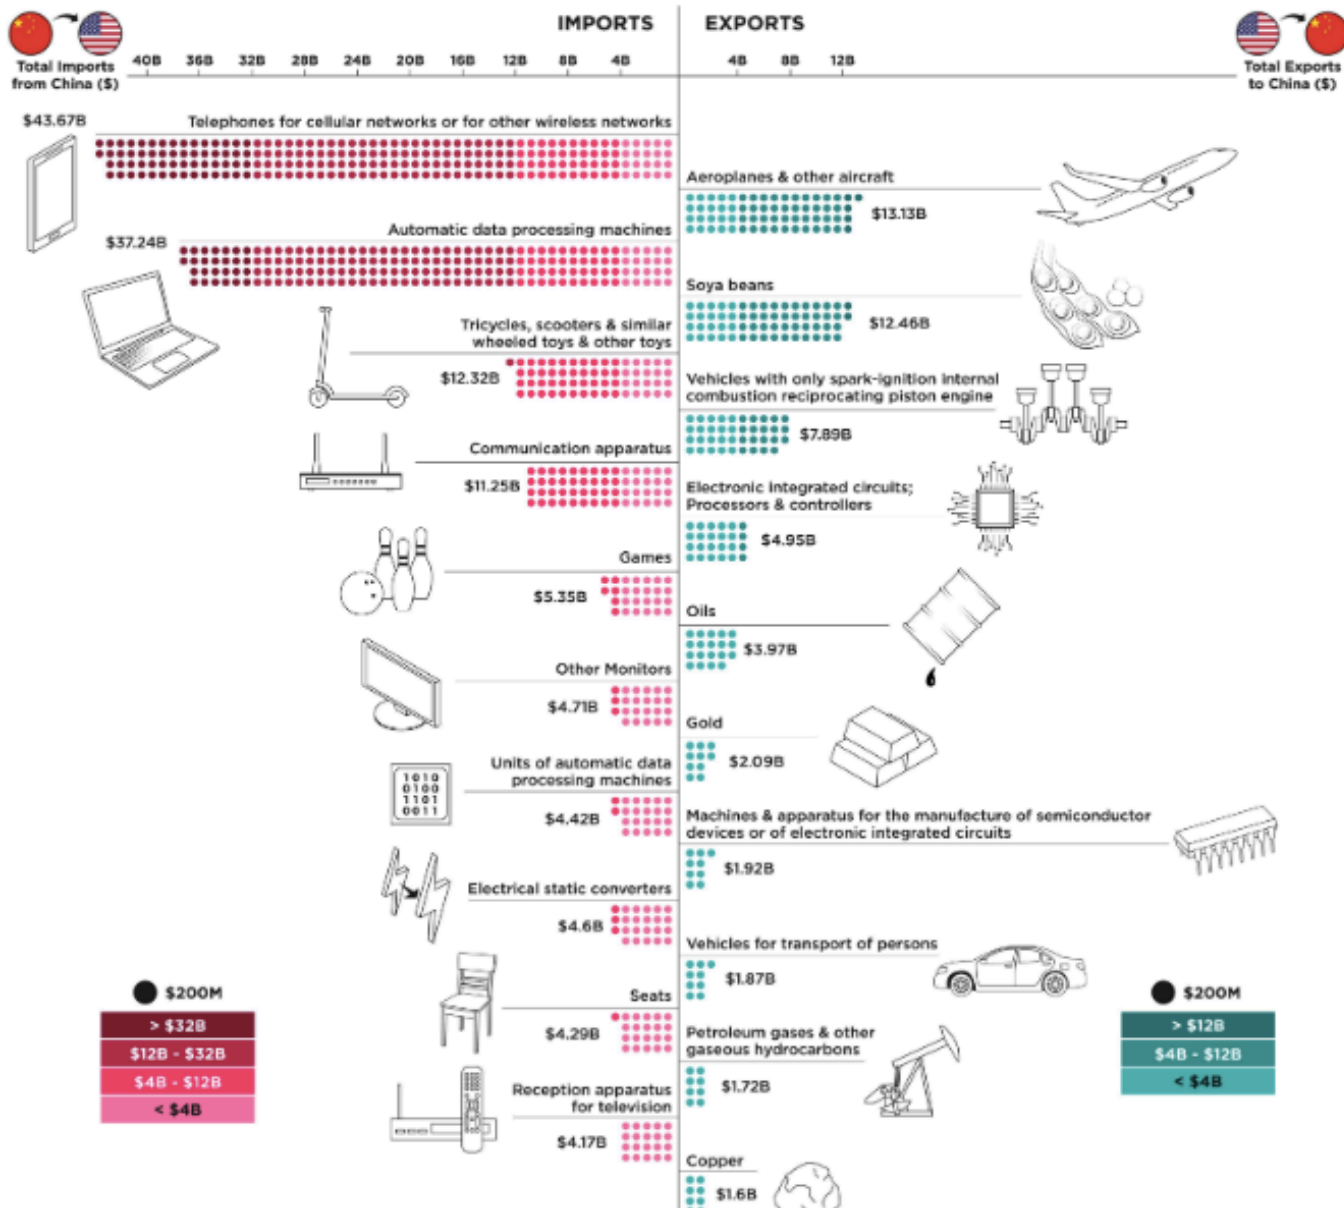 IMPORTS
EXPORTS
Total Imports
from China ($)
40B 36B 32B 28B 24B 20B 16B 12B 8B 4B
4B 8B 12B
Total Exports
to China ($)
$43.67B
Telephones for cellular networks or for other wireless networks
$37.24B
Automatic data processing machines
Tricycles, scooters & similar
wheeled toys & other toys
$12.32B
Communication apparatus
$11.25B
Games
$5.35B
Other Monitors
$4.71B
Units of automatic data
processing machines
$4.42B
1010
0100
1101
0011
Electrical static converters
$4.6B
Seats
$4.29B
Reception apparatus
for television
$4.17B
$200M
> $32B
$12B - $32B
$4B - $12B
< $4B
Aeroplanes & other aircraft
$13.13B
Soya beans
$12.46B
Vehicles with only spark-ignition internal
combustion reciprocating piston engine
$7.89B
Electronic integrated circuits;
Processors & controllers
$4.95B
Oils
$3.97B
Gold
$2.09B
Machines & apparatus for the manufacture of semiconductor
devices or of electronic integrated circuits
$1.92B
Vehicles for transport of persons
$1.87B
Petroleum gases & other
gaseous hydrocarbons
$1.72B
Copper
$1.6B
$200M
> $12B
$4B - $12B
< $4B